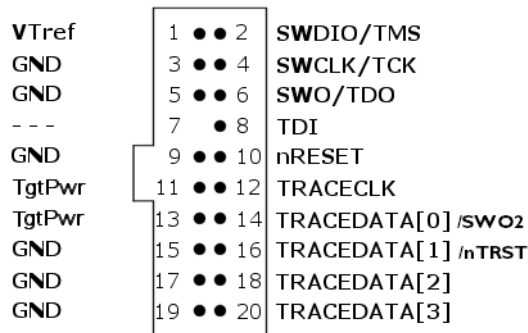 VTref 1 2 SWDIO/TMS
GND 3 4 SWCLK/TCK
GND 5 6 SWO/TDO
--- 7 8 TDI
GND 9 10 nRESET
TgtPwr 11 12 TRACECLK
TgtPwr 13 14 TRACEDATA[0] /SWO2
GND 15 16 TRACEDATA[1] /nTRST
GND 17 18 TRACEDATA[2]
GND 19 20 TRACEDATA[3]